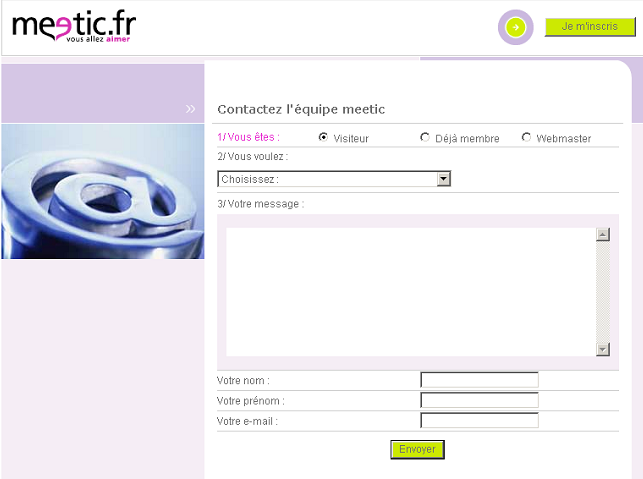 meetic.fr
vous allez aimer
Je m'inscris
»
Contactez l'équipe meetic
1/ Vous êtes : Visiteur Déjà membre Webmaster
2/ Vous voulez :
Choisissez :
3/ Votre message :
Votre nom :
Votre prénom :
Votre e-mail :
Envoyer